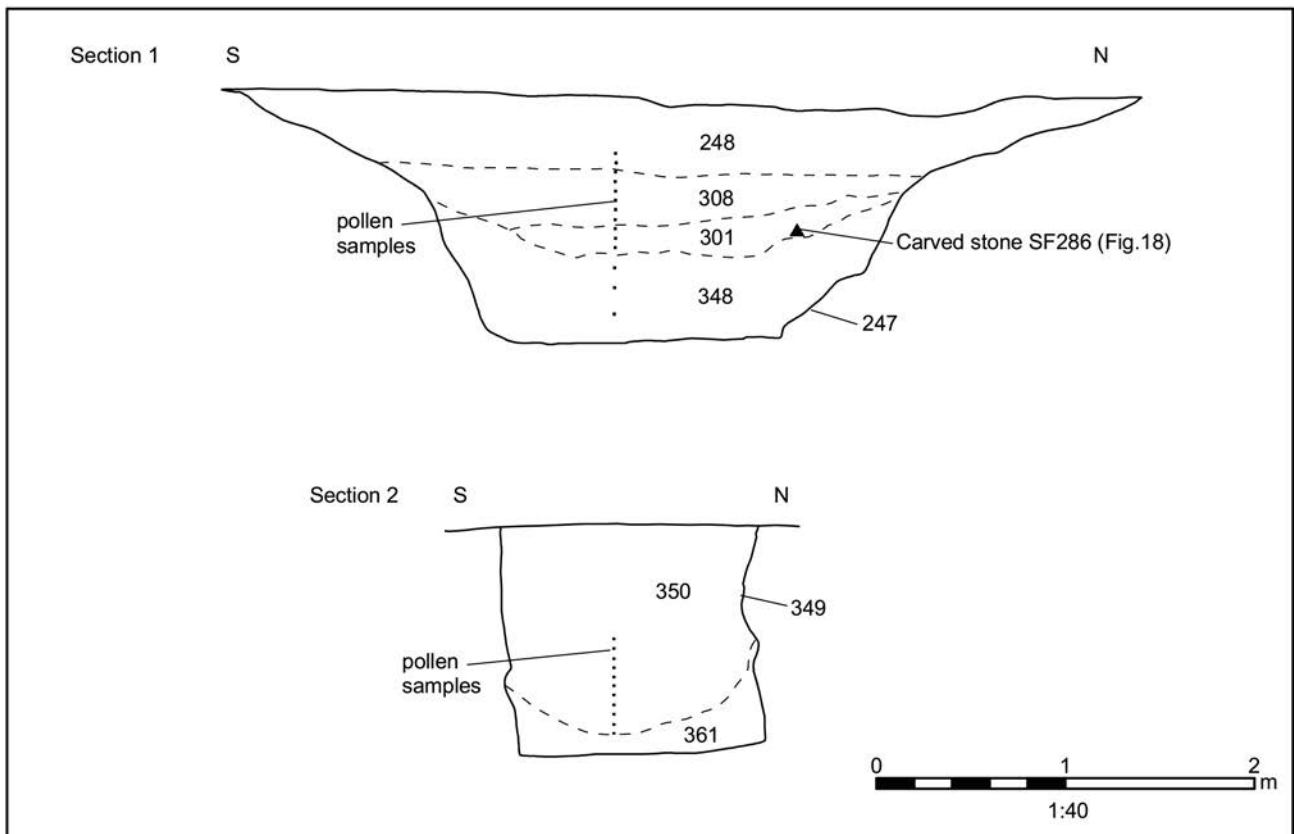 Section 1 S N
248
308
pollen
samples
301
Carved stone SF286 (Fig.18)
348
247
Section 2 S N
350
349
pollen
samples
361
0 1 2
m
1:40